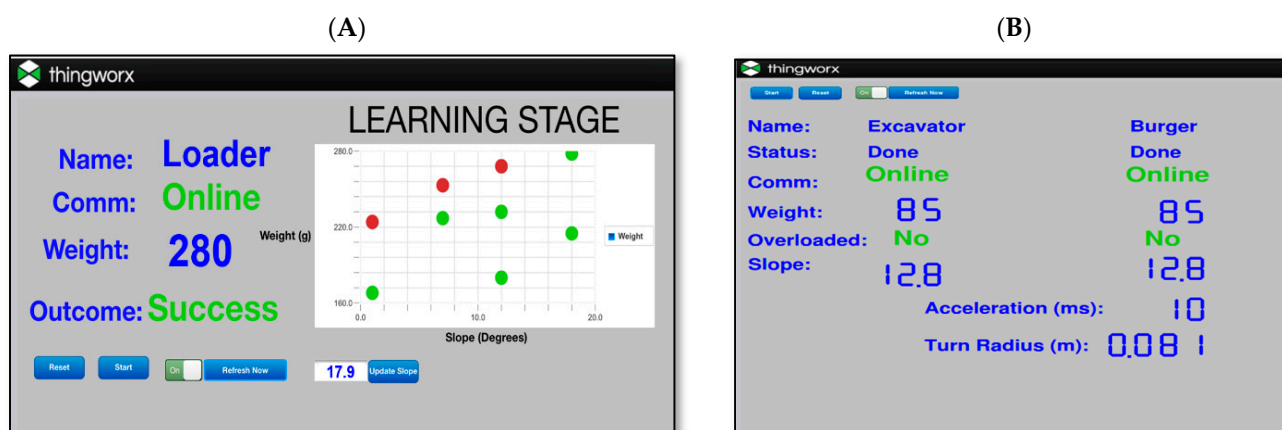 (A)
thingworx
LEARNING STAGE
Name: Loader
Comm: Online
Weight: 280
Outcome: Success
Weight (g)
280.0
220.0
160.0
0.0 10.0 20.0
Slope (Degrees)
Weight
Reset Start On Refresh Now 17.9 Update Slope
(B)
thingworx
Start Reset On Refresh Now
Name: Excavator Burger
Status: Done Done
Comm: Online Online
Weight: 85 85
Overloaded: No No
Slope: 12.8 12.8
Acceleration (ms): 10
Turn Radius (m): 0.081